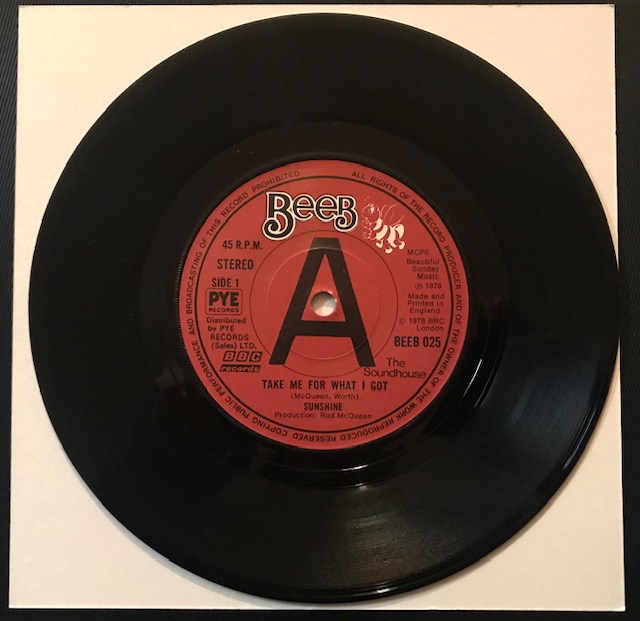 BeeB
45 R.P.M.
STEREO
SIDE 1
PYE
RECORDS
Distributed
by PYE
RECORDS
(Sales) LTD.
BBC
records
A
MCPS
Beautiful
Sunday
Music
℗ 1978
Made and
Printed in
England
© 1978 BBC
London
BEEB 025
The
Soundhouse
TAKE ME FOR WHAT I GOT
(McQueen, Worth)
SUNSHINE
Production: Rod McQueen
ALL RIGHTS OF THE RECORD PRODUCER AND OF THE OWNER OF THE WORK REPRODUCED RESERVED COPYING PUBLIC PERFORMANCE AND BROADCASTING OF THIS RECORD PROHIBITED